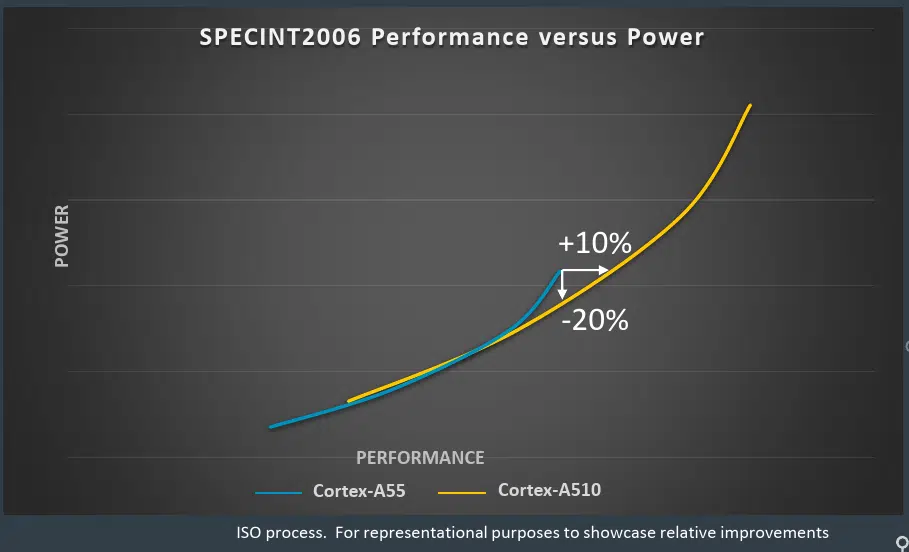 SPECINT2006 Performance versus Power
POWER
+10%
-20%
PERFORMANCE
Cortex-A55
Cortex-A510
ISO process. For representational purposes to showcase relative improvements